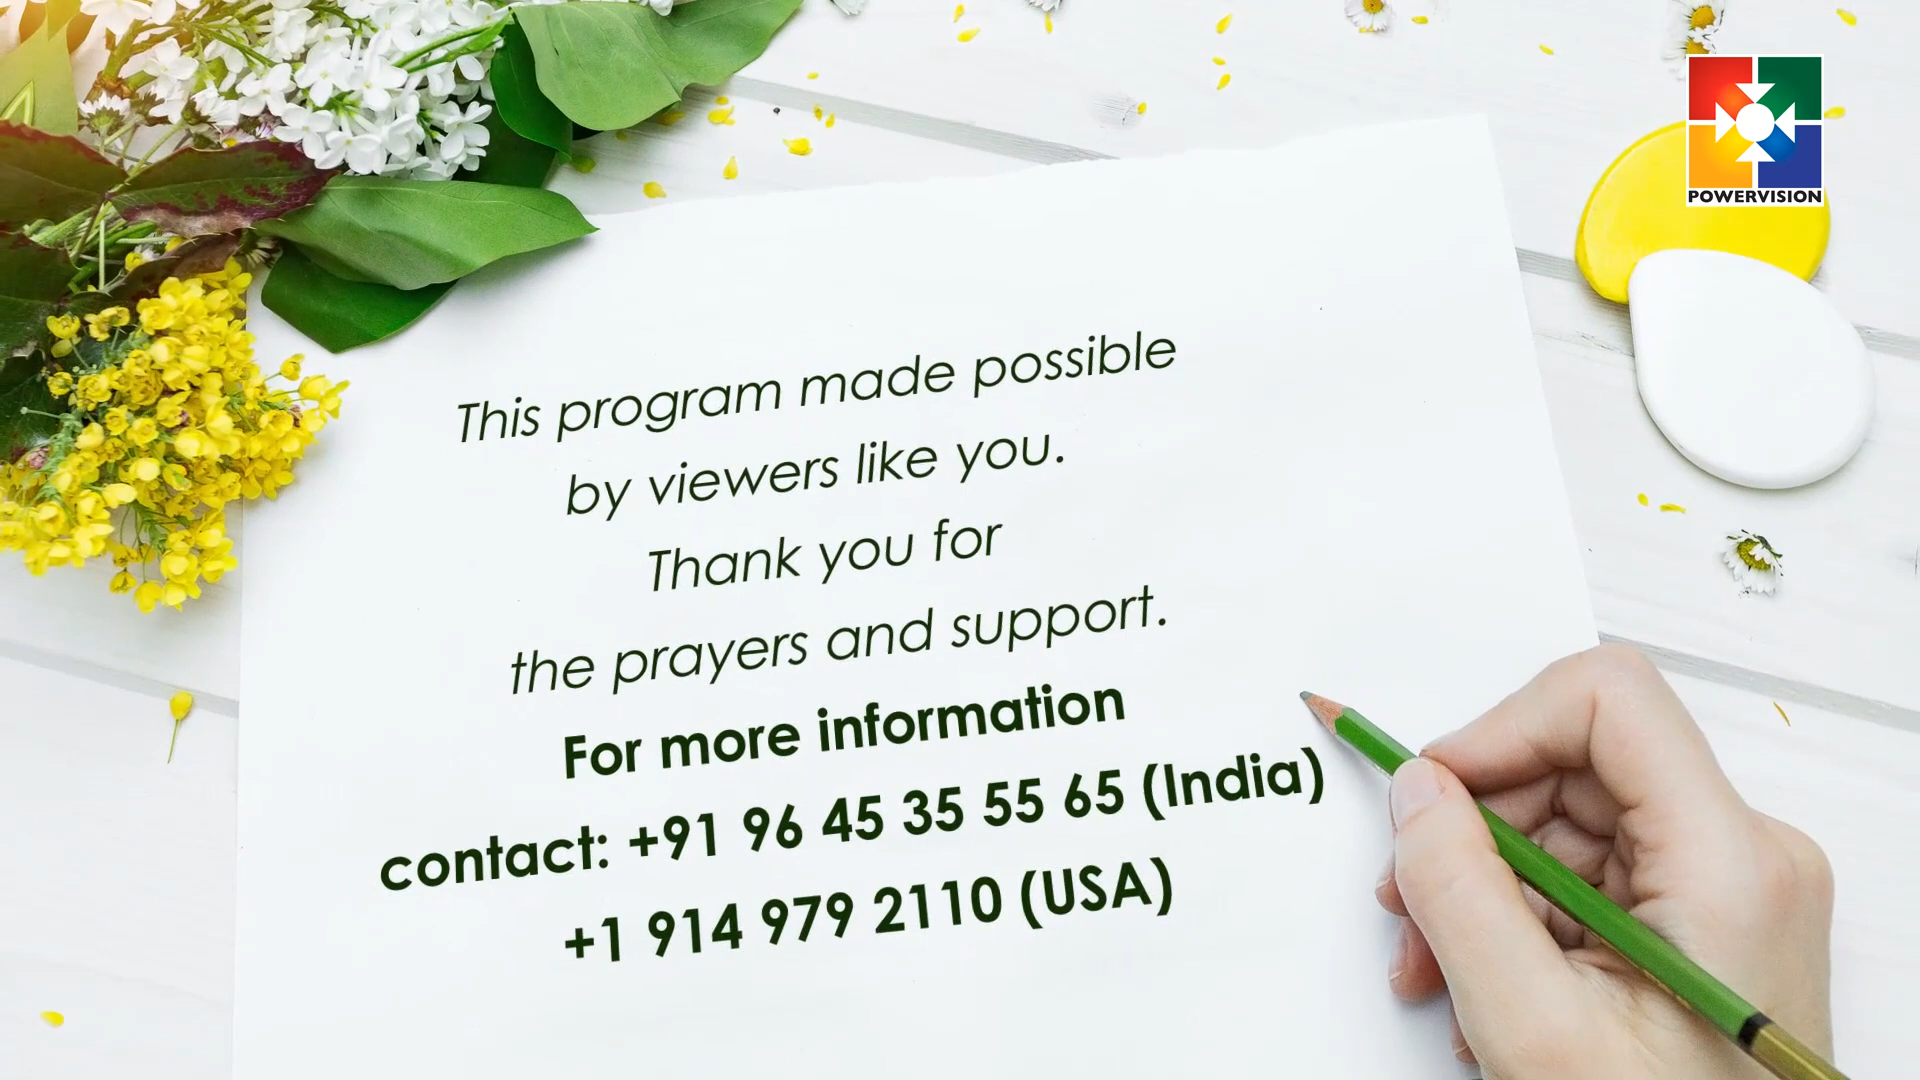 POWERVISION
This program made possible
by viewers like you.
Thank you for
the prayers and support.
For more information
contact: +91 96 45 35 55 65 (India)
+1 914 979 2110 (USA)